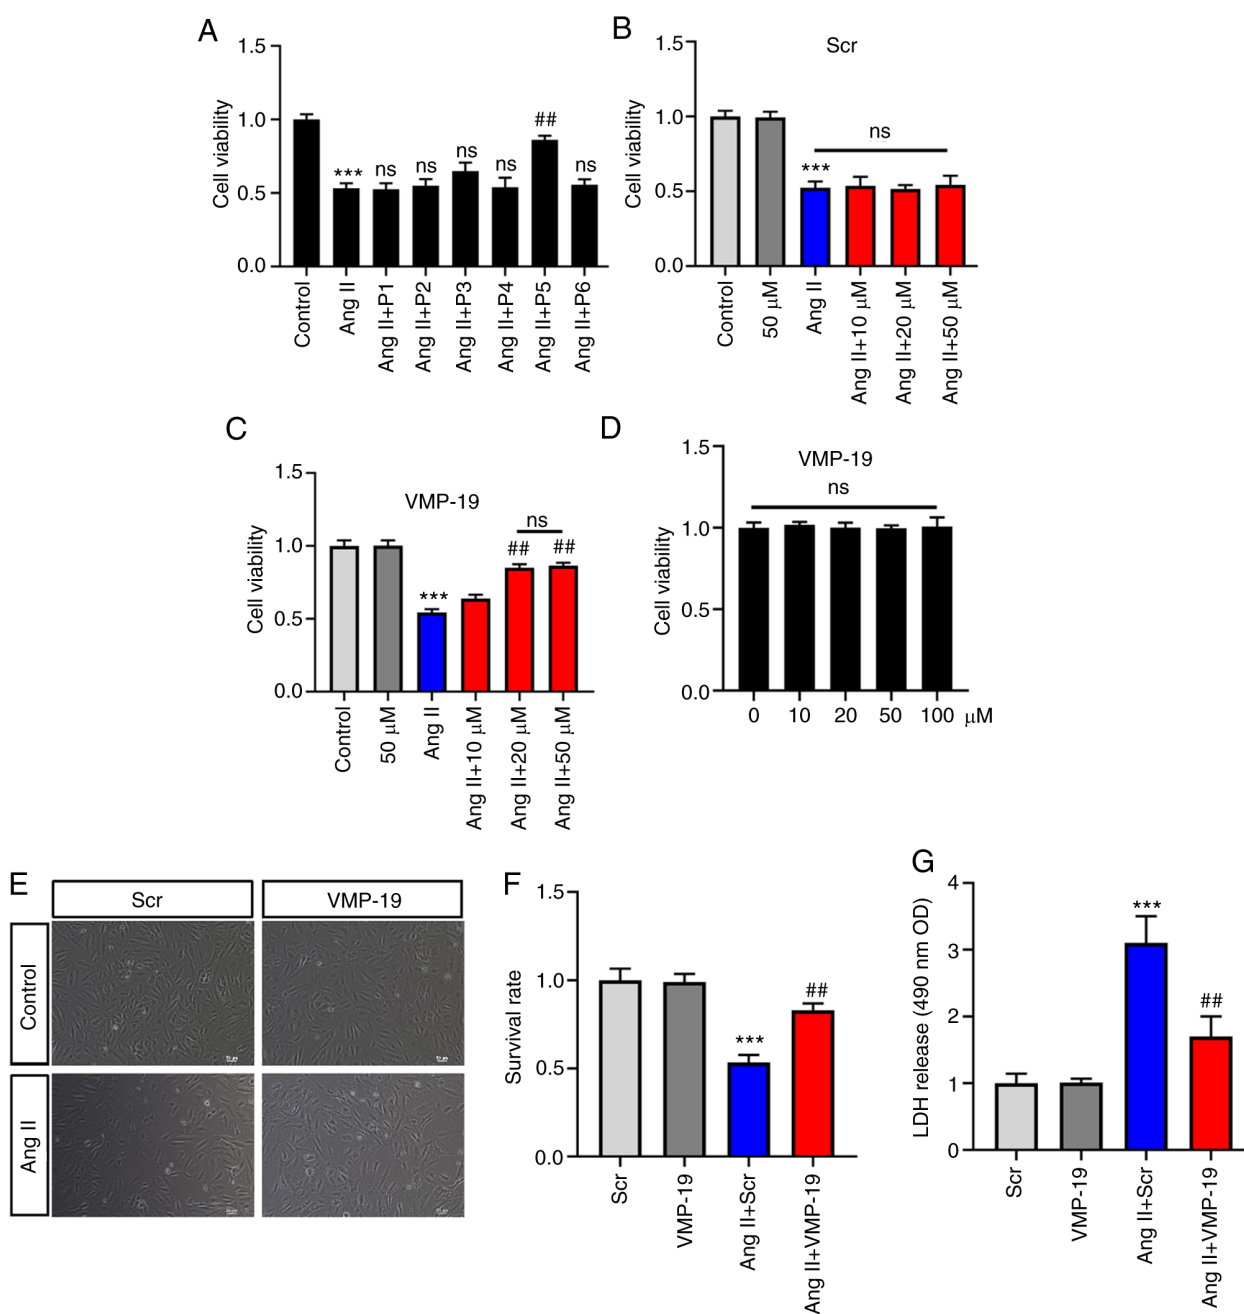 A
1.5
1.0
0.5
0.0
Cell viability
***
ns
ns
ns
ns
##
ns
Control
Ang II
Ang II+P1
Ang II+P2
Ang II+P3
Ang II+P4
Ang II+P5
Ang II+P6
B
Scr
1.5
1.0
0.5
0.0
Cell viability
***
ns
Control
50 μM
Ang II
Ang II+10 μM
Ang II+20 μM
Ang II+50 μM
C
VMP-19
1.5
1.0
0.5
0.0
Cell viability
***
##
ns
##
Control
50 μM
Ang II
Ang II+10 μM
Ang II+20 μM
Ang II+50 μM
D
VMP-19
ns
1.5
1.0
0.5
0.0
Cell viability
0 10 20 50 100 μM
E
Scr VMP-19
Control
Ang II
F
1.5
1.0
0.5
0.0
Survival rate
***
##
Scr
VMP-19
Ang II+Scr
Ang II+VMP-19
G
4
3
2
1
0
LDH release (490 nm OD)
***
##
Scr
VMP-19
Ang II+Scr
Ang II+VMP-19